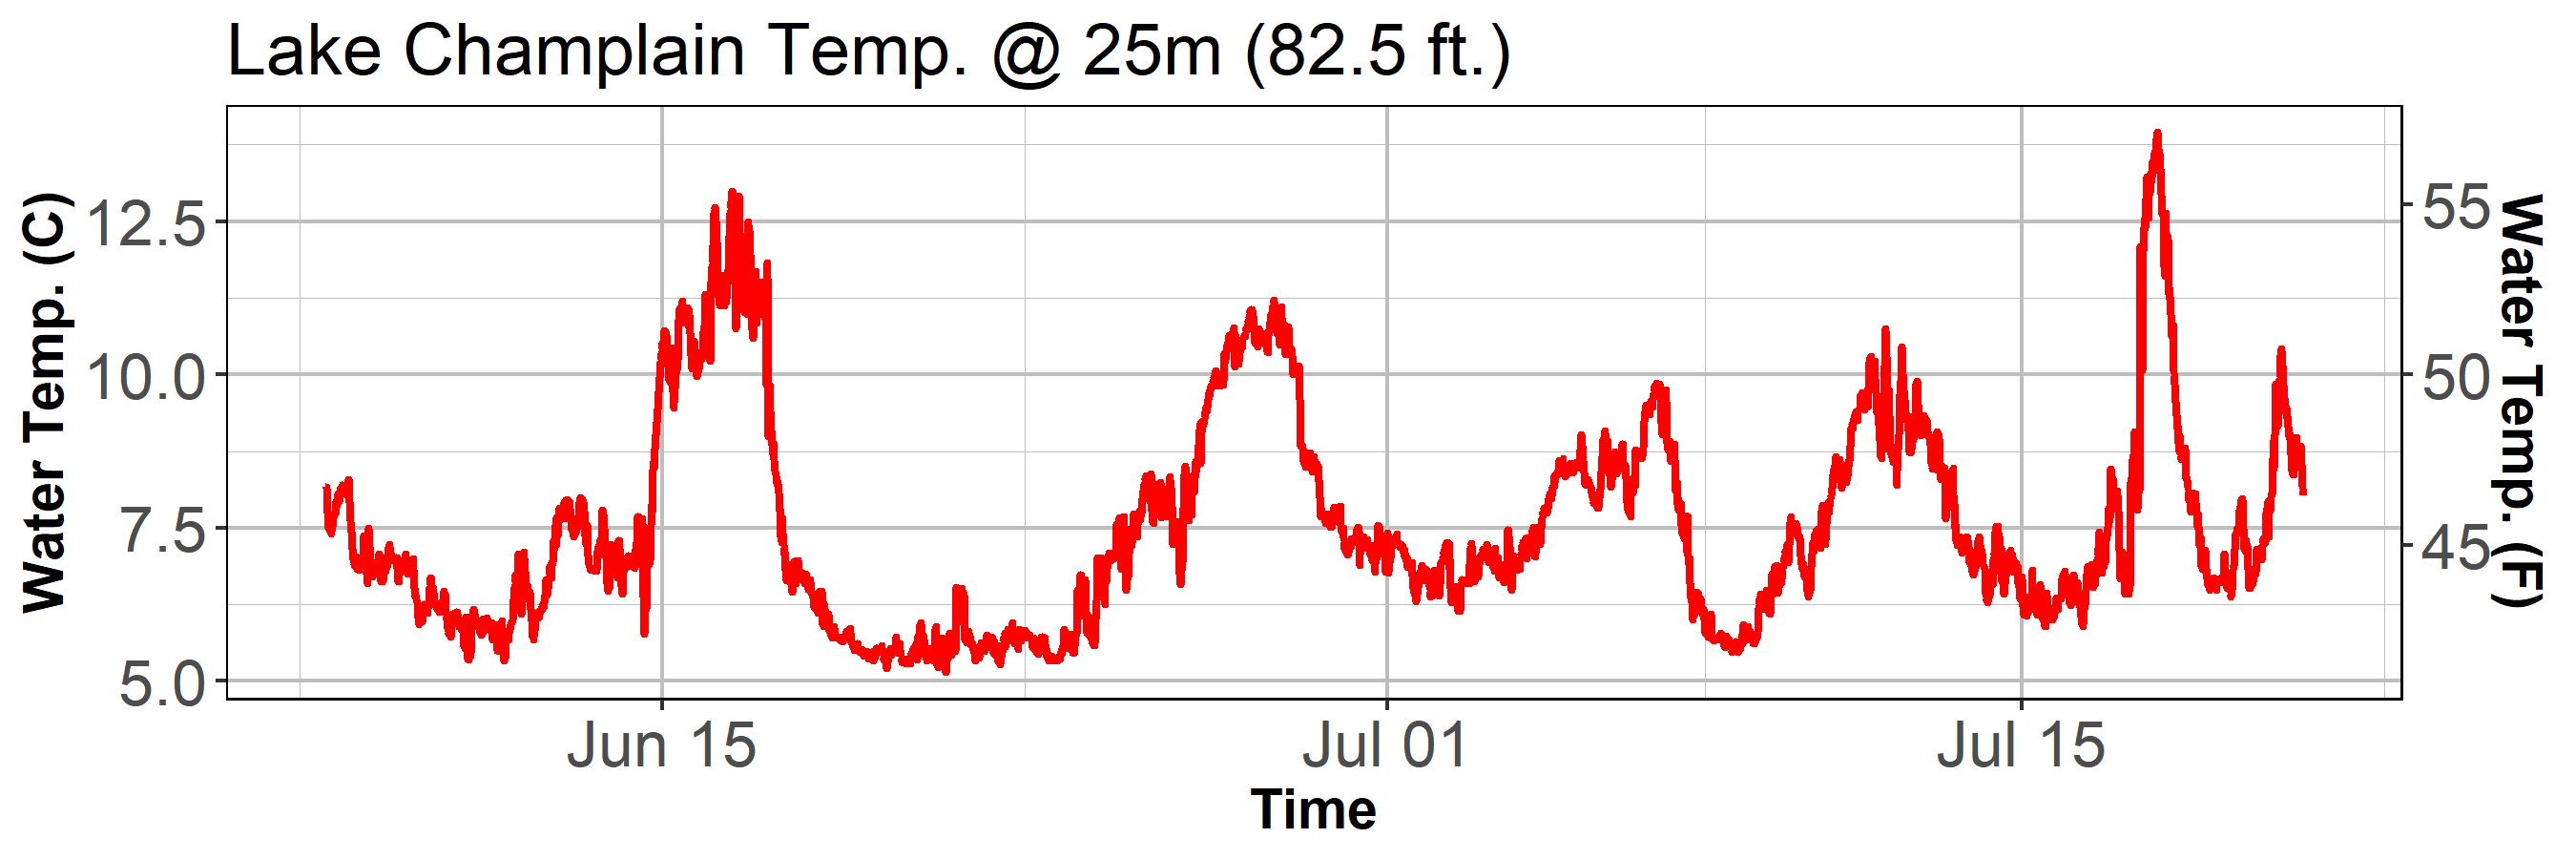 Lake Champlain Temp. @ 25m (82.5 ft.)
Water Temp. (C)
12.5
10.0
7.5
5.0
55
50
45
Water Temp. (F)
Jun 15
Jul 01
Jul 15
Time